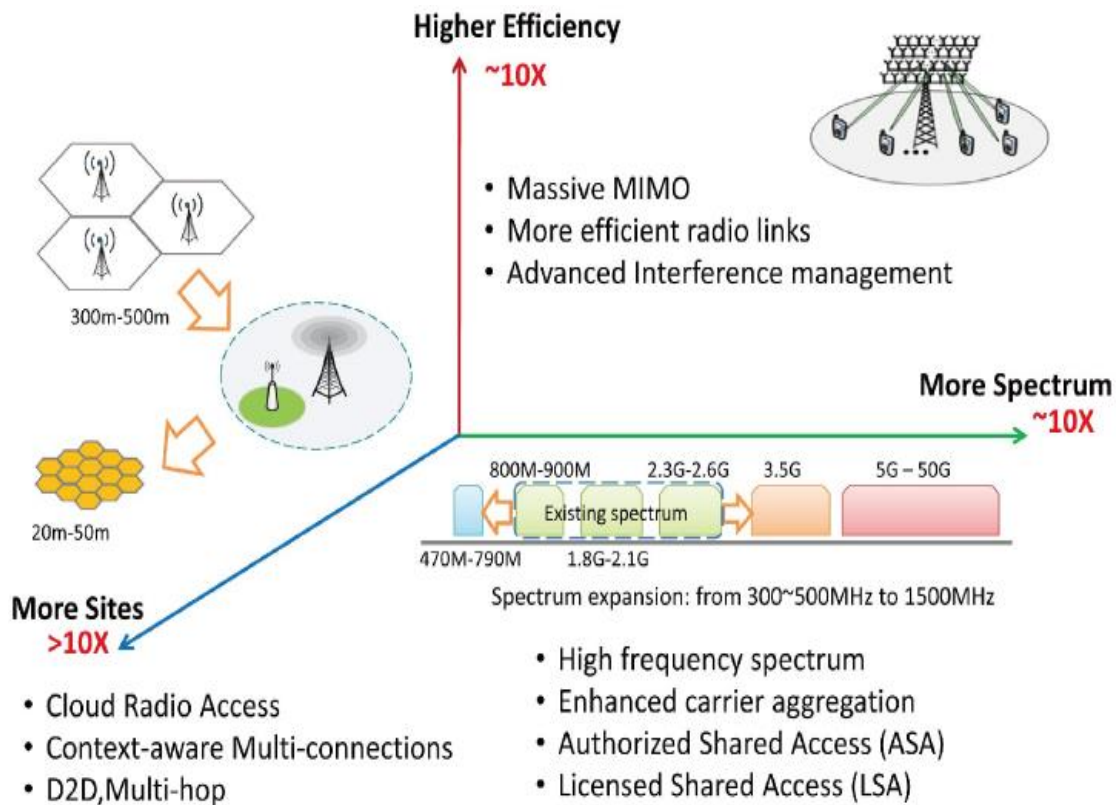 Higher Efficiency
~10X
• Massive MIMO
• More efficient radio links
• Advanced Interference management
300m-500m
20m-50m
More Spectrum
~10X
800M-900M
2.3G-2.6G
3.5G
5G – 50G
Existing spectrum
470M-790M
1.8G-2.1G
Spectrum expansion: from 300~500MHz to 1500MHz
More Sites
>10X
• Cloud Radio Access
• Context-aware Multi-connections
• D2D,Multi-hop
• High frequency spectrum
• Enhanced carrier aggregation
• Authorized Shared Access (ASA)
• Licensed Shared Access (LSA)